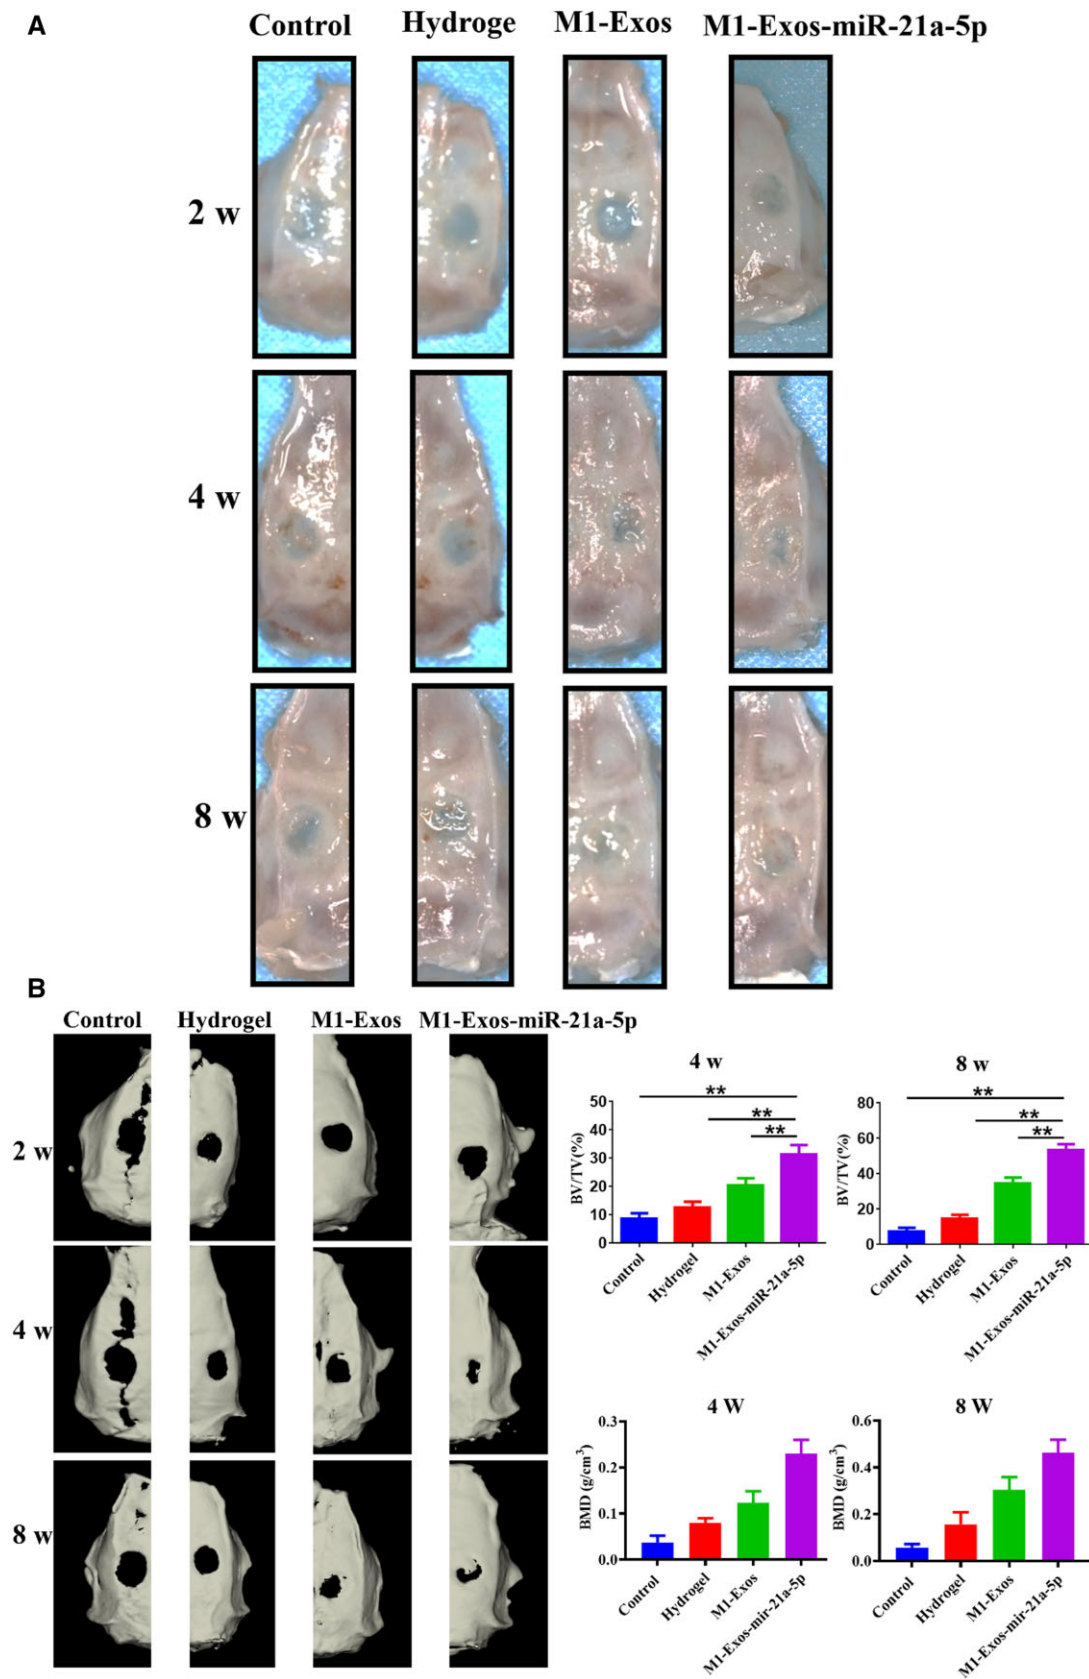 A
Control Hydroge M1-Exos M1-Exos-miR-21a-5p
2 w
4 w
8 w
B
Control Hydrogel M1-Exos M1-Exos-miR-21a-5p
2 w
4 w
8 w
4 w
**
**
**
BV/TV (%)
50
40
30
20
10
0
Control
Hydrogel
M1-Exos
M1-Exos-miR-21a-5p
8 w
**
**
**
BV/TV (%)
80
60
40
20
0
Control
Hydrogel
M1-Exos
M1-Exos-miR-21a-5p
4 W
BMD (g/cm³)
0.3
0.2
0.1
0.0
Control
Hydrogel
M1-Exos
M1-Exos-mir-21a-5p
8 W
BMD (g/cm³)
0.6
0.4
0.2
0.0
Control
Hydrogel
M1-Exos
M1-Exos-miR-21a-5p